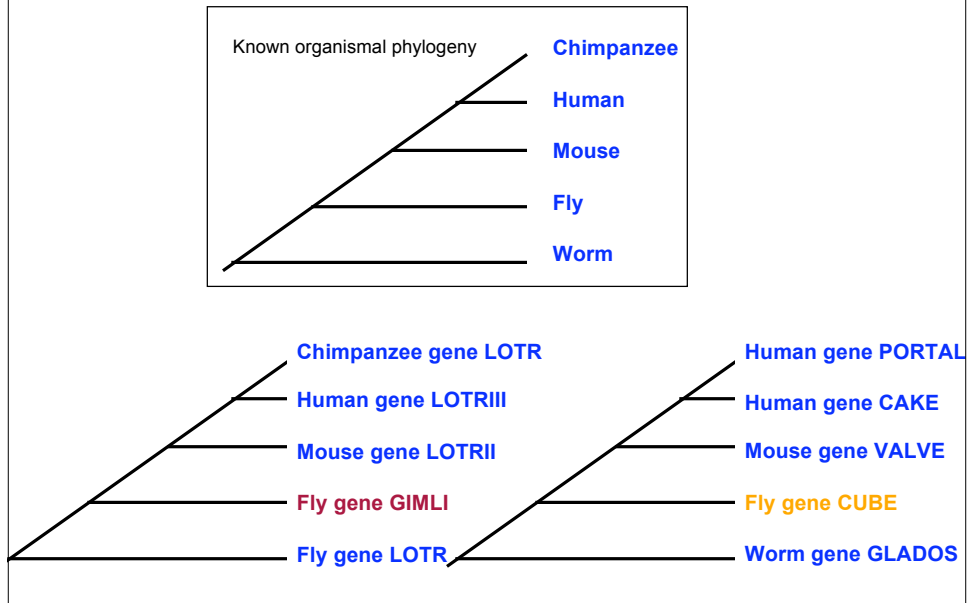 Known organismal phylogeny
Chimpanzee
Human
Mouse
Fly
Worm
Chimpanzee gene LOTR
Human gene LOTRIII
Mouse gene LOTRII
Fly gene GIMLI
Fly gene LOTR
Human gene PORTAL
Human gene CAKE
Mouse gene VALVE
Fly gene CUBE
Worm gene GLADOS